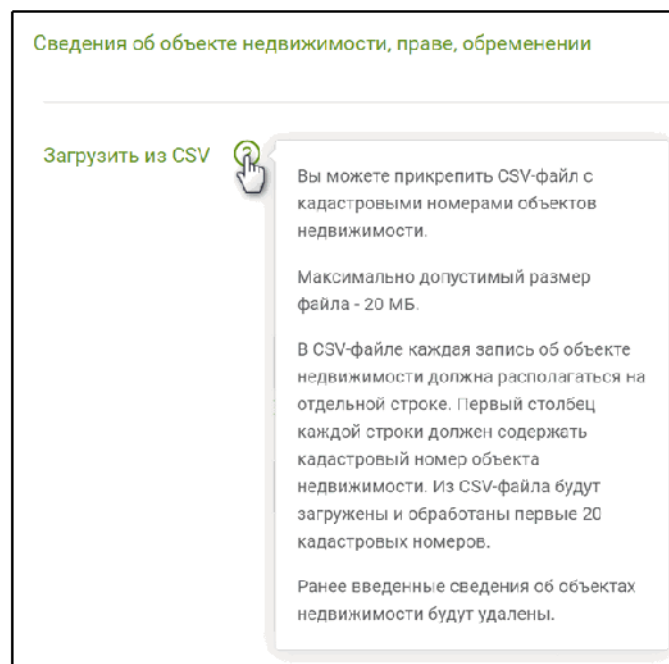 Сведения об объекте недвижимости, праве, обременении
Загрузить из CSV ?
Вы можете прикрепить CSV-файл с
кадастровыми номерами объектов
недвижимости.
Максимально допустимый размер
файла - 20 МБ.
В CSV-файле каждая запись об объекте
недвижимости должна располагаться на
отдельной строке. Первый столбец
каждой строки должен содержать
кадастровый номер объекта
недвижимости. Из CSV-файла будут
загружены и обработаны первые 20
кадастровых номеров.
Ранее введенные сведения об объектах
недвижимости будут удалены.